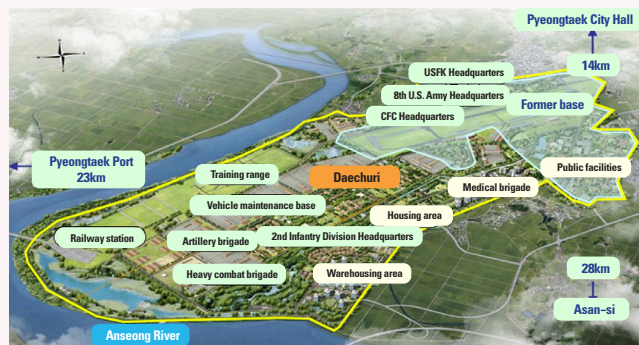 Pyeongtaek City Hall
14km
USFK Headquarters
8th U.S. Army Headquarters
CFC Headquarters
Former base
Pyeongtaek Port
23km
Training range
Daechuri
Public facilities
Medical brigade
Vehicle maintenance base
Housing area
Railway station
Artillery brigade
2nd Infantry Division Headquarters
Heavy combat brigade
Warehousing area
28km
Asan-si
Anseong River